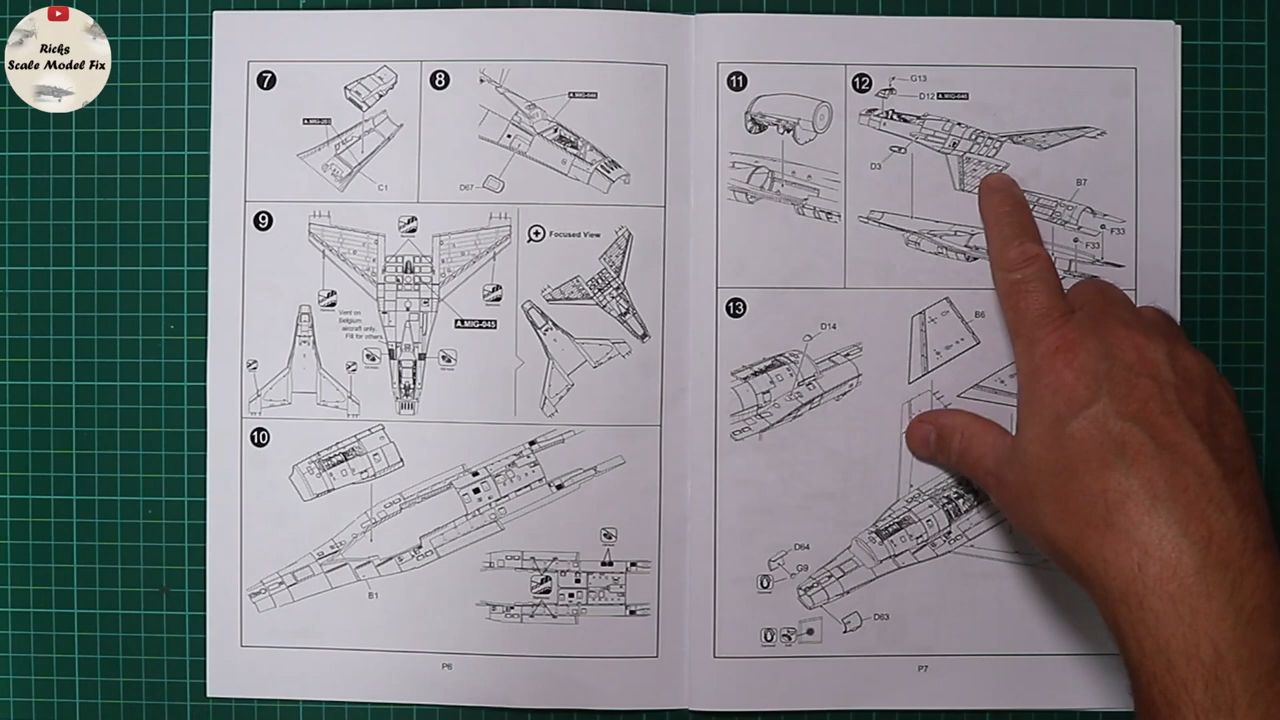 Ricks
Scale Model Fix
7
A.MIG-201
C1
8
A.MIG-046
D67
9
Vent on
Belgium
aircraft only.
Fill for others
A.MIG-045
Focused View
10
B1
P6
11
12
G13
D12 A.MIG-046
D3
B7
F33
F33
13
D14
B6
D64
G9
D63
P7